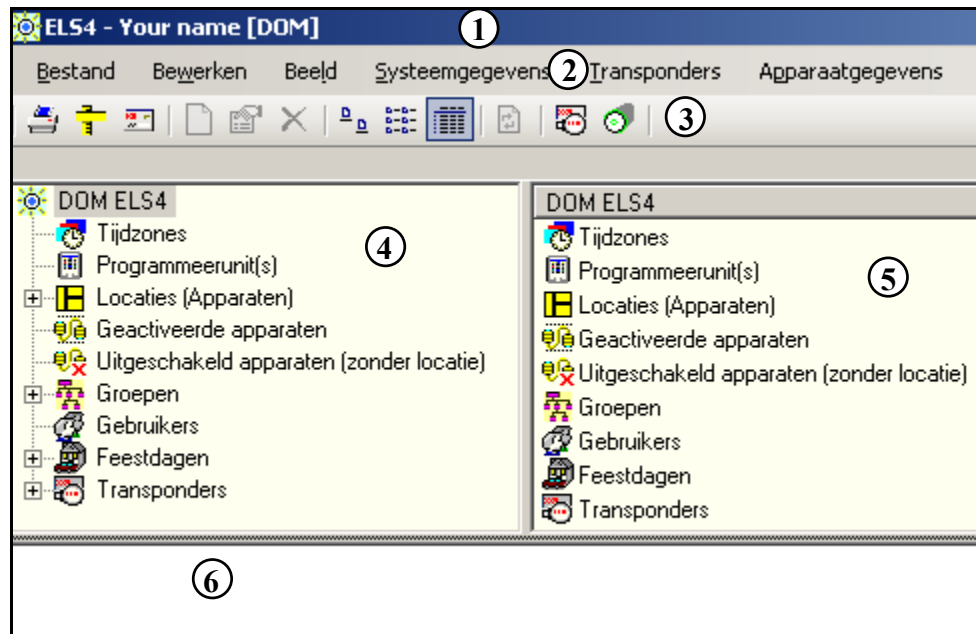 ELS4 - Your name [DOM] 1
Bestand Bewerken Beeld Systeemgegevens 2 Transponders Apparaatgegevens
3
DOM ELS4
Tijdzones
Programmeerunit(s)
Locaties (Apparaten)
Geactiveerde apparaten
Uitgeschakeld apparaten (zonder locatie)
Groepen
Gebruikers
Feestdagen
Transponders
4
DOM ELS4
Tijdzones
Programmeerunit(s)
Locaties (Apparaten)
Geactiveerde apparaten
Uitgeschakeld apparaten (zonder locatie)
Groepen
Gebruikers
Feestdagen
Transponders
5
6